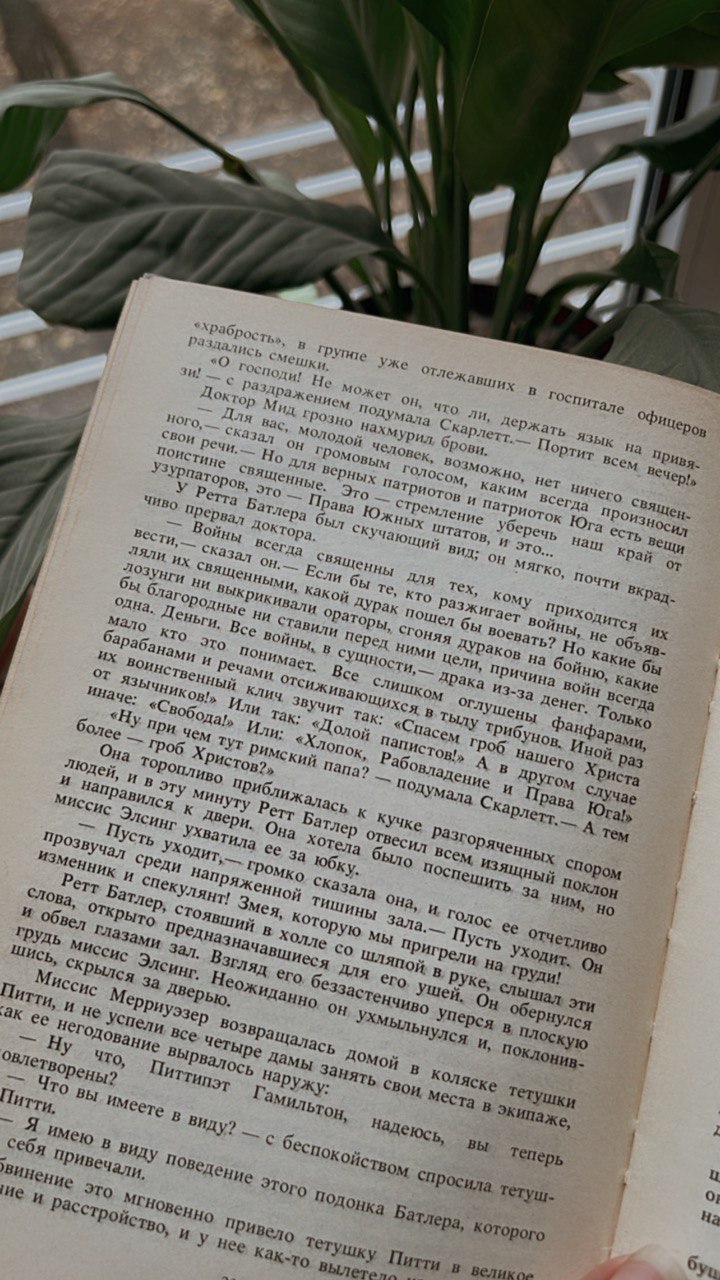 «храбрость», в группе уже отлежавших в госпитале офицеров
раздались смешки.
«О господи! Не может он, что ли, держать язык на привя-
зи! — с раздражением подумала Скарлетт.— Портит всем вечер!»
Доктор Мид грозно нахмурил брови.
— Для вас, молодой человек, возможно, нет ничего священ-
ного,— сказал он громовым голосом, каким всегда произносил
свои речи.— Но для верных патриотов и патриоток Юга есть вещи
поистине священные. Это — стремление уберечь наш край от
узурпаторов, это — Права Южных штатов, и это...
У Ретта Батлера был скучающий вид; он мягко, почти вкрад-
чиво прервал доктора.
— Войны всегда священны для тех, кому приходится их
вести,— сказал он.— Если бы те, кто разжигает войны, не объяв-
ляли их священными, какой дурак пошел бы воевать? Но какие бы
лозунги ни выкрикивали ораторы, сгоняя дураков на бойню, какие
бы благородные ни ставили перед ними цели, причина войн всегда
одна. Деньги. Все войны, в сущности,— драка из-за денег. Только
мало кто это понимает. Все слишком оглушены фанфарами,
барабанами и речами отсиживающихся в тылу трибунов. Иной раз
их воинственный клич звучит так: «Спасем гроб нашего Христа
от язычников!» Или так: «Долой папистов!» А в другом случае
иначе: «Свобода!» Или: «Хлопок, Рабовладение и Права Юга!»
«Ну при чем тут римский папа? — подумала Скарлетт.— А тем
более — гроб Христов?»
Она торопливо приближалась к кучке разгоряченных спором
людей, и в эту минуту Ретт Батлер отвесил всем изящный поклон
и направился к двери. Она хотела было поспешить за ним, но
миссис Элсинг ухватила ее за юбку.
— Пусть уходит,— громко сказала она, и голос ее отчетливо
прозвучал среди напряженной тишины зала.— Пусть уходит. Он
изменник и спекулянт! Змея, которую мы пригрели на груди!
Ретт Батлер, стоявший в холле со шляпой в руке, слышал эти
слова, открыто предназначавшиеся для его ушей. Он обернулся
и обвел глазами зал. Взгляд его беззастенчиво уперся в плоскую
грудь миссис Элсинг. Неожиданно он ухмыльнулся и, поклонив-
шись, скрылся за дверью.
Миссис Мерриуэзер возвращалась домой в коляске тетушки
Питти, и не успели все четыре дамы занять свои места в экипаже,
как ее негодование вырвалось наружу:
— Ну что, Питтипэт Гамильтон, надеюсь, вы теперь
овлетворены?
— Что вы имеете в виду? — с беспокойством спросила тетуш-
Питти.
— Я имею в виду поведение этого подонка Батлера, которого
себя привечали.
бвинение это мгновенно привело тетушку Питти в великое
ние и расстройство, и у нее как-то вылетело